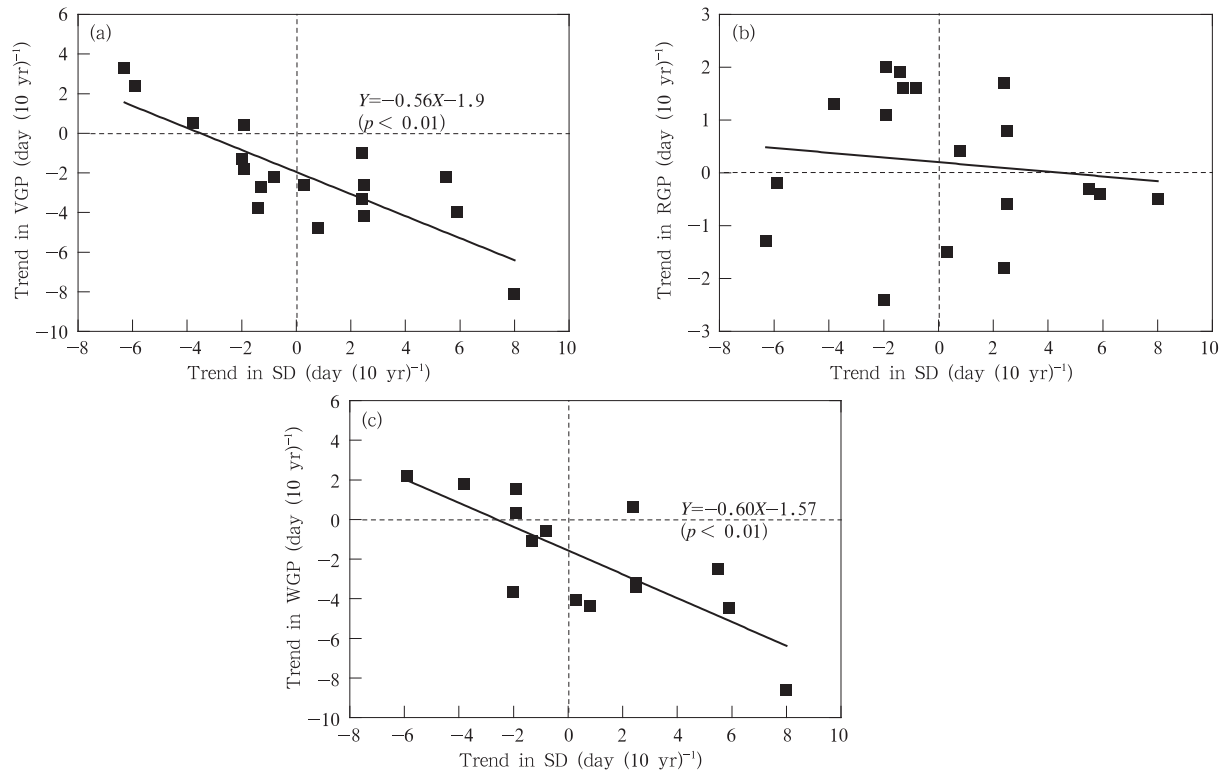 (a)
Trend in VGP (day (10 yr)⁻¹)
6
4
2
0
−2
−4
−6
−8
−10
Y=−0.56X−1.9
(p < 0.01)
−8 −6 −4 −2 0 2 4 6 8 10
Trend in SD (day (10 yr)⁻¹)
(b)
Trend in RGP (day (10 yr)⁻¹)
3
2
1
0
−1
−2
−3
−8 −6 −4 −2 0 2 4 6 8 10
Trend in SD (day (10 yr)⁻¹)
(c)
Trend in WGP (day (10 yr)⁻¹)
6
4
2
0
−2
−4
−6
−8
−10
Y=−0.60X−1.57
(p < 0.01)
−8 −6 −4 −2 0 2 4 6 8 10
Trend in SD (day (10 yr)⁻¹)